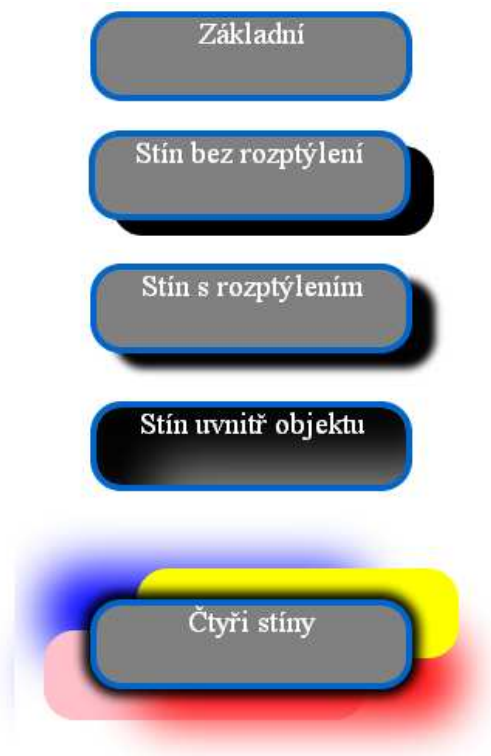 Základní
Stín bez rozptýlení
Stín s rozptýlením
Stín uvnitř objektu
Čtyři stíny